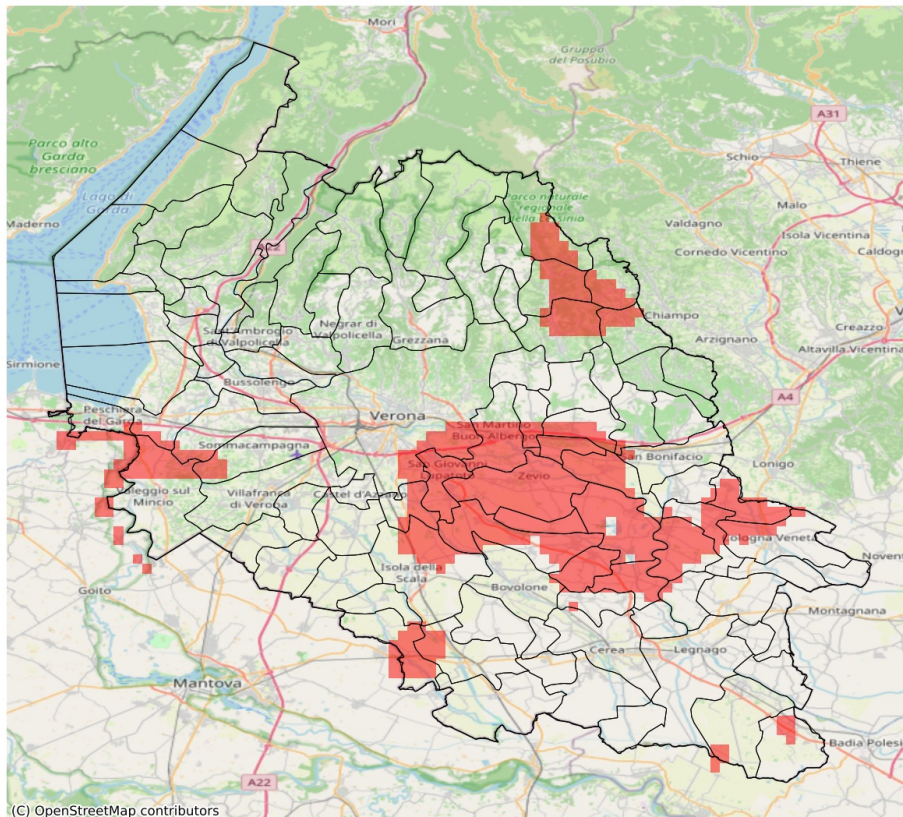 Mori
Gruppo
del Pasubio
A31
Schio
Thiene
Parco alto
Garda
bresciano
Lago di
Garda
Maderno
Malo
Valdagno
Isola Vicentina
Cornedo Vicentino
Caldogn
A22
Chiampo
Creazzo
Arzignano
Altavilla Vicentina
Sant'Ambrogio
di Valpolicella
Negrar di
Valpolicella
Grezzana
Sirmione
Bussolengo
A4
Peschiera
del Garda
Verona
Sommacampagna
San Martino
Buon Albergo
San Bonifacio
Lonigo
San Giovanni
Lupatoto
Zevio
Valeggio sul
Mincio
Villafranca
di Verona
Castel d'Azzano
Cologna Veneta
Isola della
Scala
Bovolone
Goito
Montagnana
Cerea
Legnago
Mantova
Badia Polesi
A22
(C) OpenStreetMap contributors